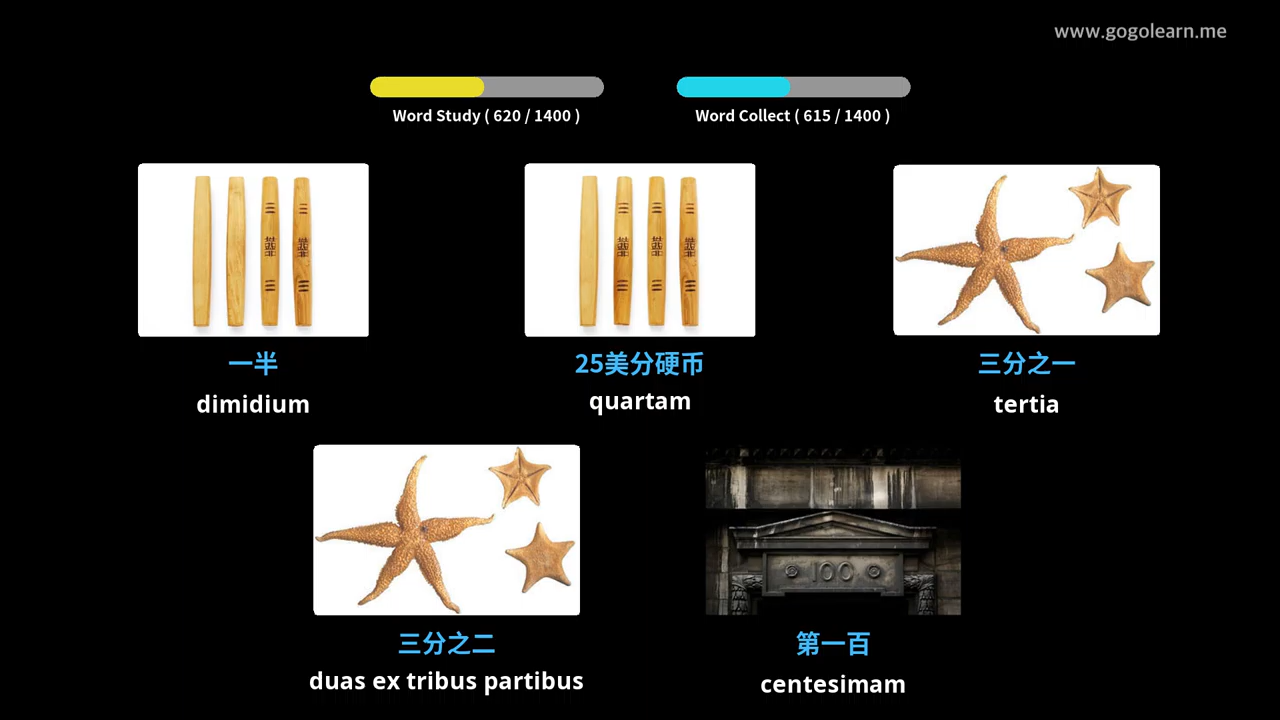 www.gogolearn.me
Word Study ( 620 / 1400 )
Word Collect ( 615 / 1400 )
一半
25美分硬币
三分之一
dimidium
quartam
tertia
100
三分之二
第一百
duas ex tribus partibus
centesimam